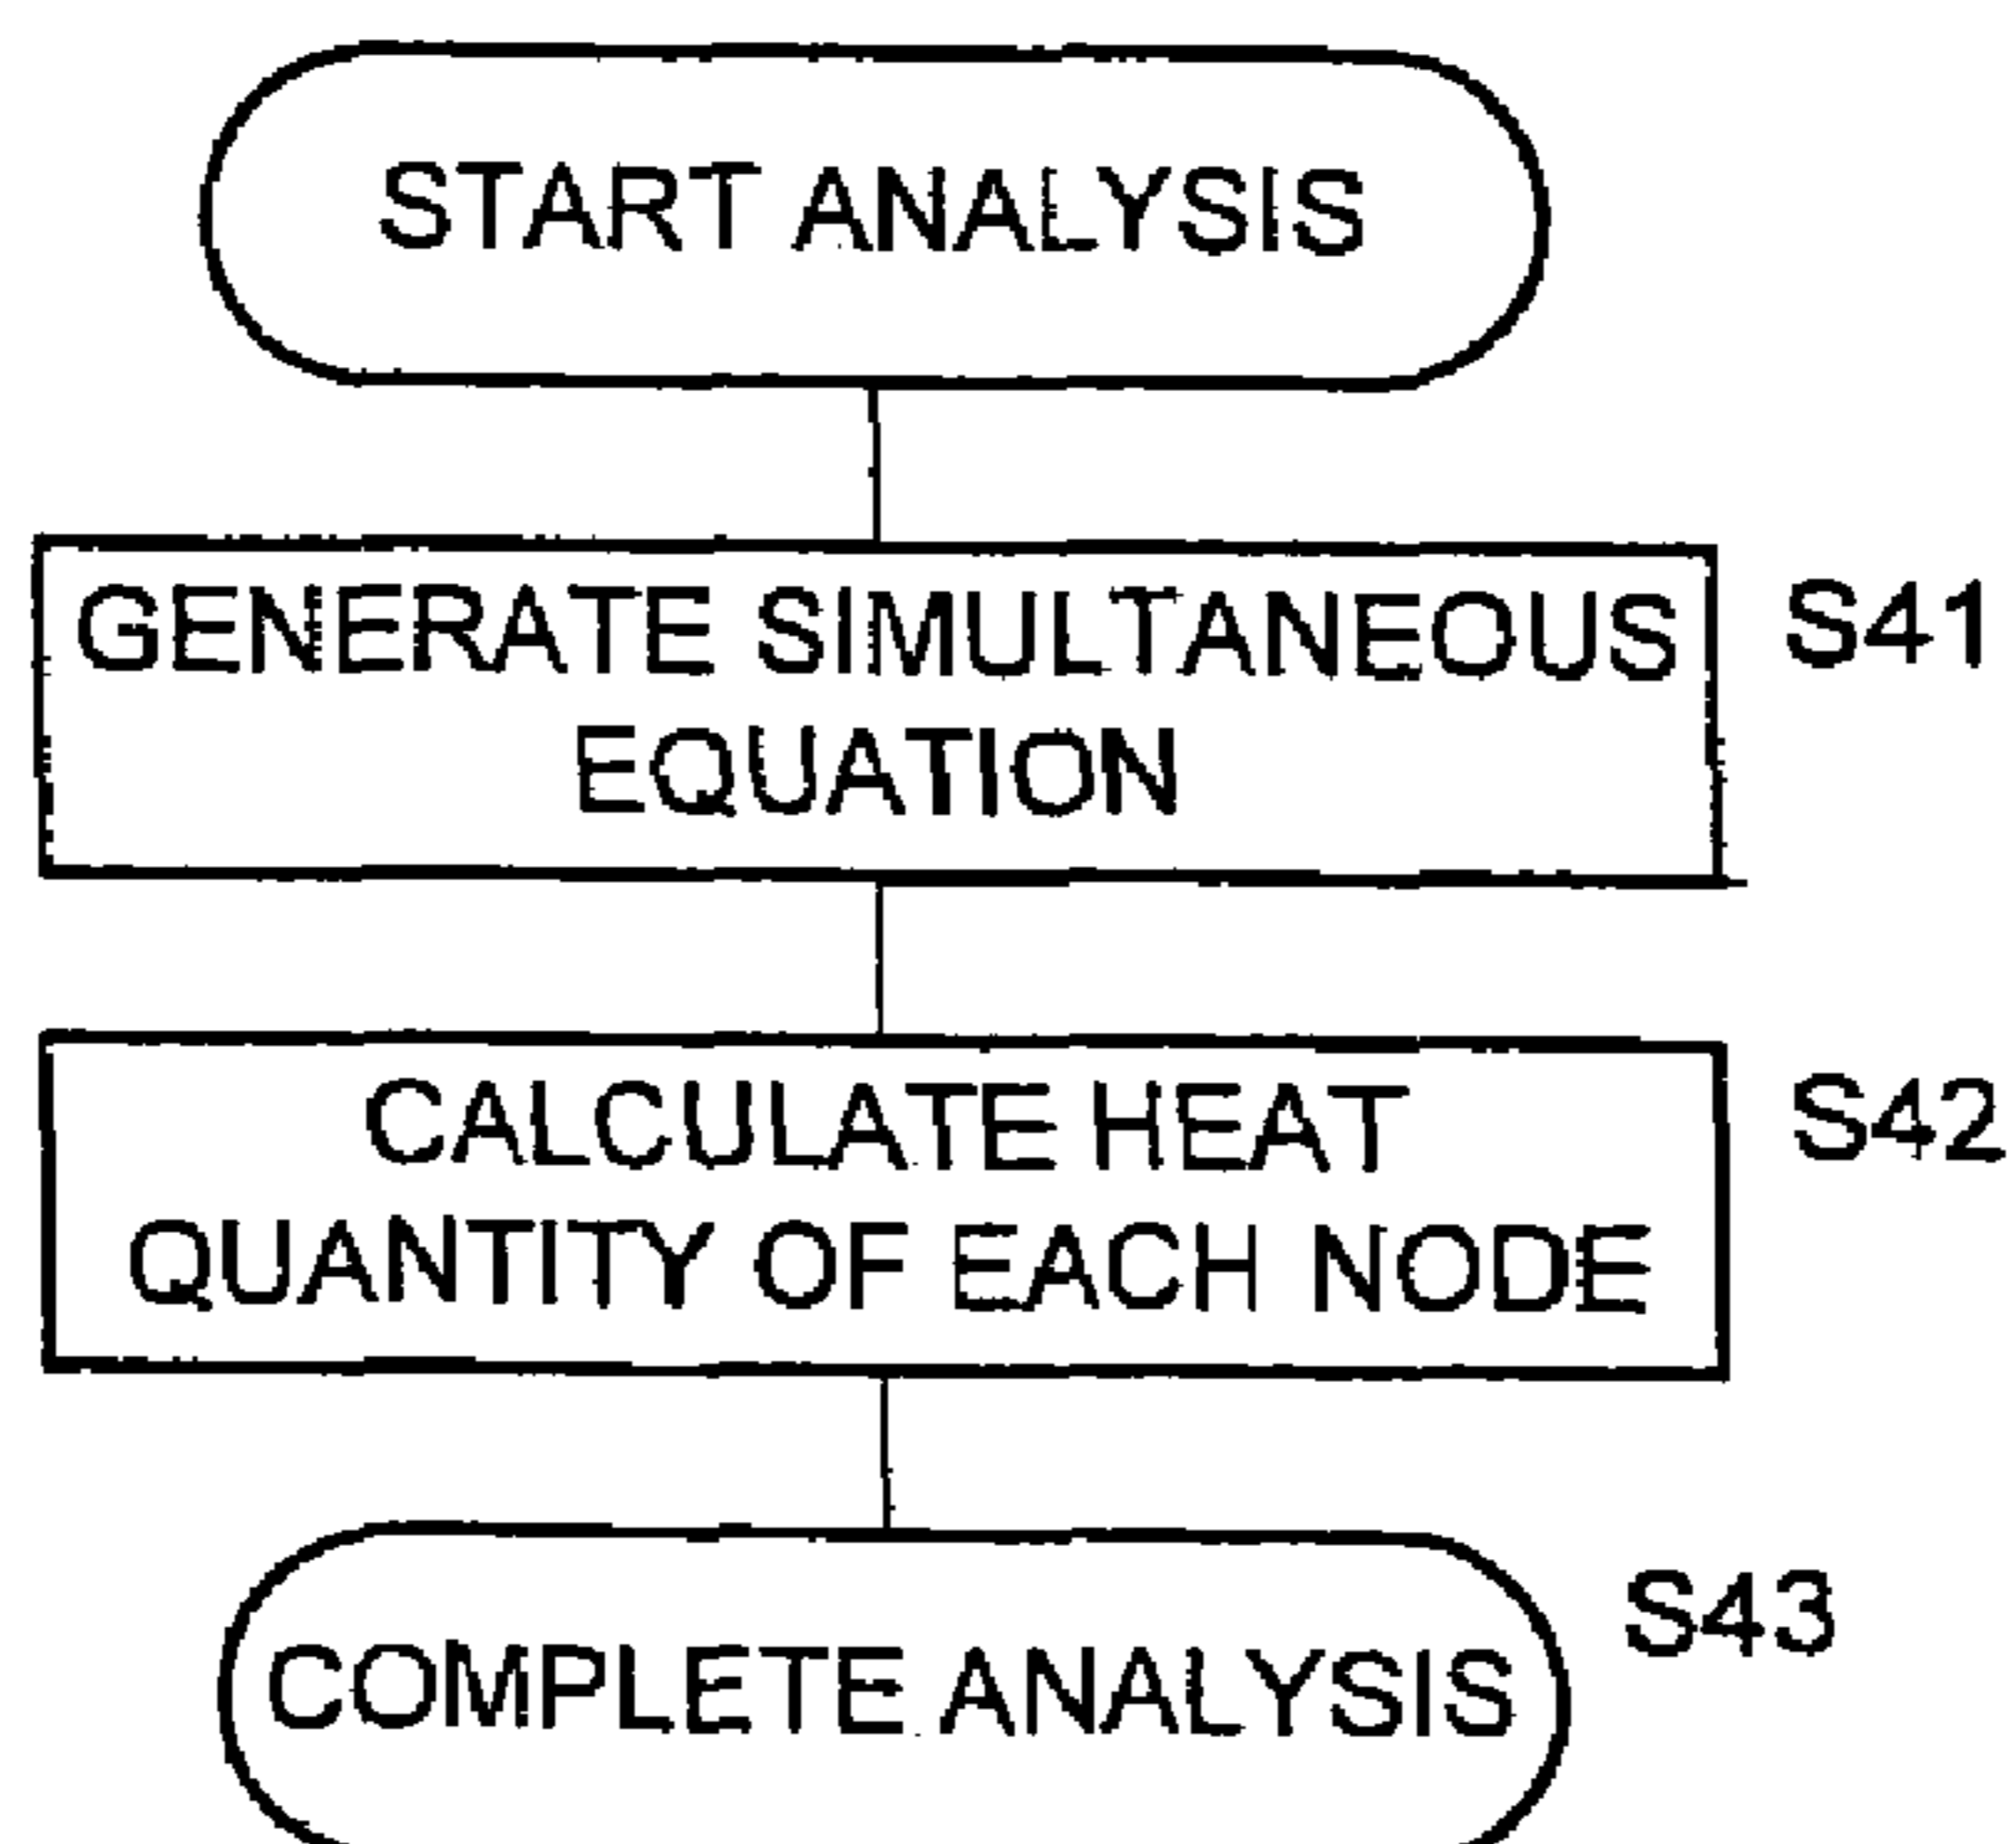 START ANALYSIS
GENERATE SIMULTANEOUS
EQUATION
S41
CALCULATE HEAT
QUANTITY OF EACH NODE
S42
COMPLETE ANALYSIS
S43